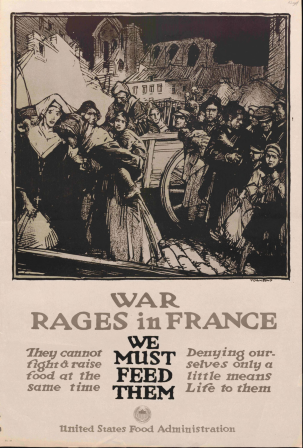 WAR
RAGES in FRANCE
WE
MUST
FEED
THEM
They cannot
fight & raise
food at the
same time
Denying our-
selves only a
little means
Life to them
United States Food Administration